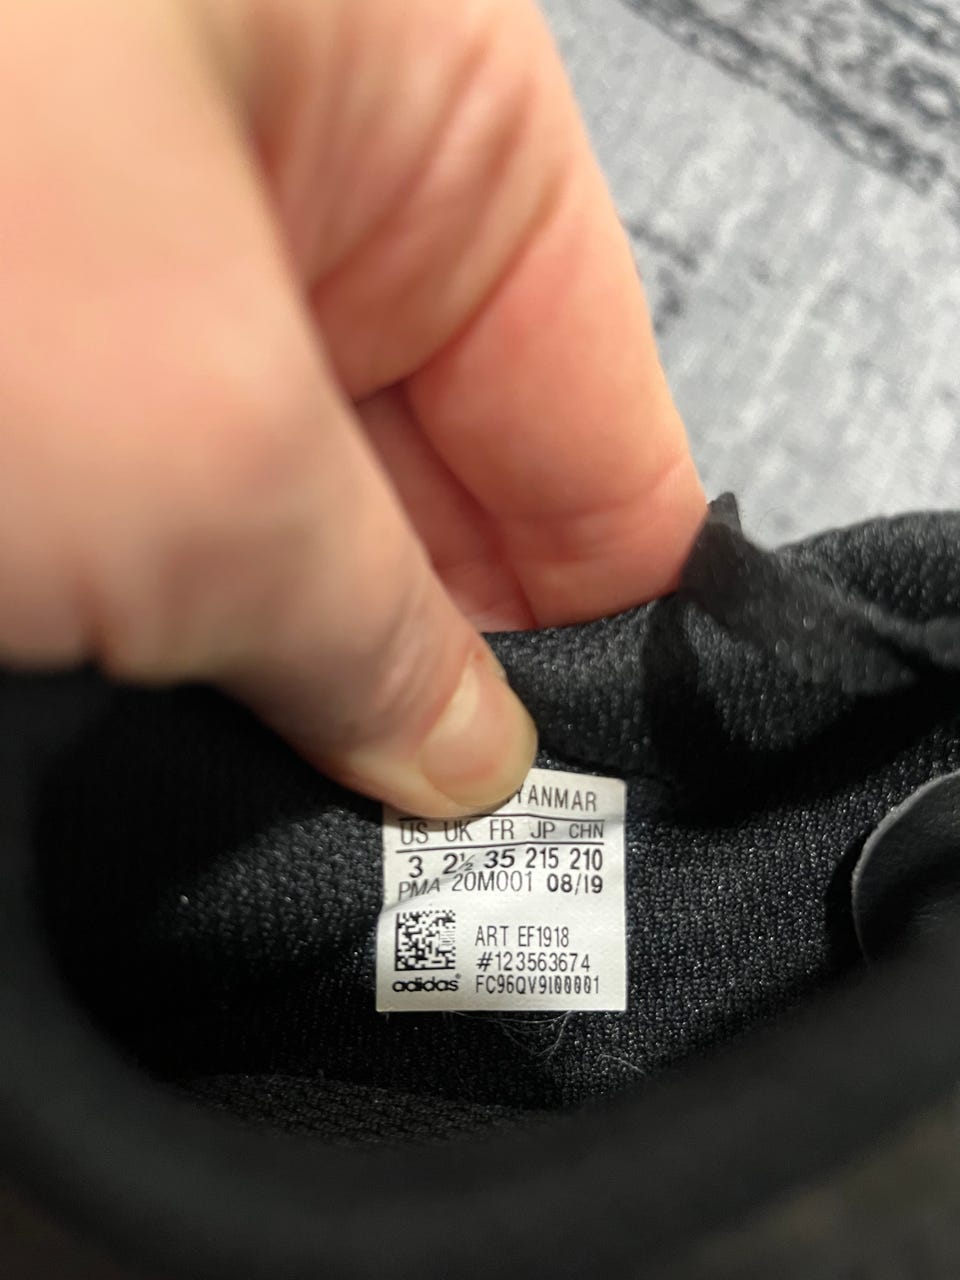 YANMAR
US UK FR JP CHN
3 2½ 35 215 210
PMA 20M001 08/19
ART EF1918
#123563674
adidas FC96QV9I00001